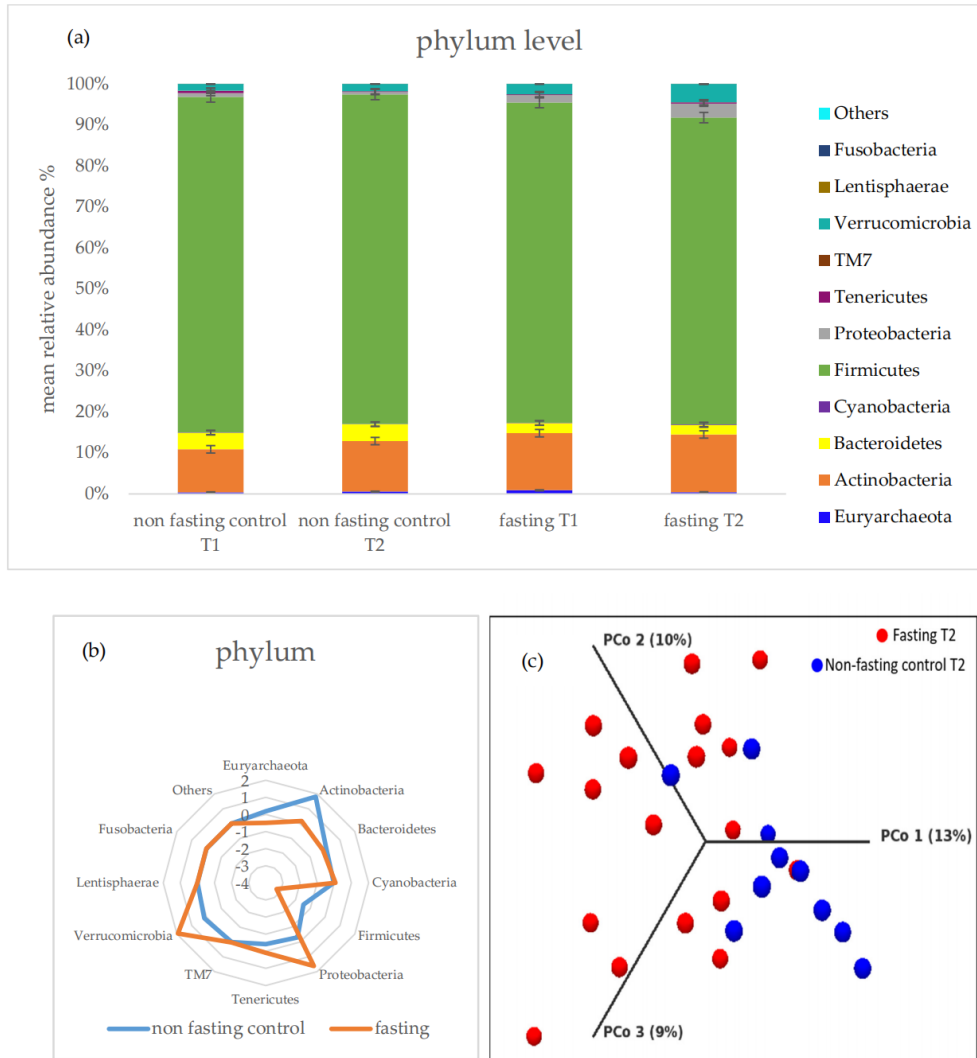 (a)
phylum level
mean relative abundance %
100%
90%
80%
70%
60%
50%
40%
30%
20%
10%
0%
non fasting control
T1
non fasting control
T2
fasting T1
fasting T2
Others
Fusobacteria
Lentisphaerae
Verrucomicrobia
TM7
Tenericutes
Proteobacteria
Firmicutes
Cyanobacteria
Bacteroidetes
Actinobacteria
Euryarchaeota
(b)
phylum
Euryarchaeota
Actinobacteria
Bacteroidetes
Cyanobacteria
Firmicutes
Proteobacteria
Tenericutes
TM7
Verrucomicrobia
Lentisphaerae
Fusobacteria
Others
2
1
0
-1
-2
-3
-4
non fasting control
fasting
(c)
PCo 2 (10%)
Fasting T2
Non-fasting control T2
PCo 1 (13%)
PCo 3 (9%)